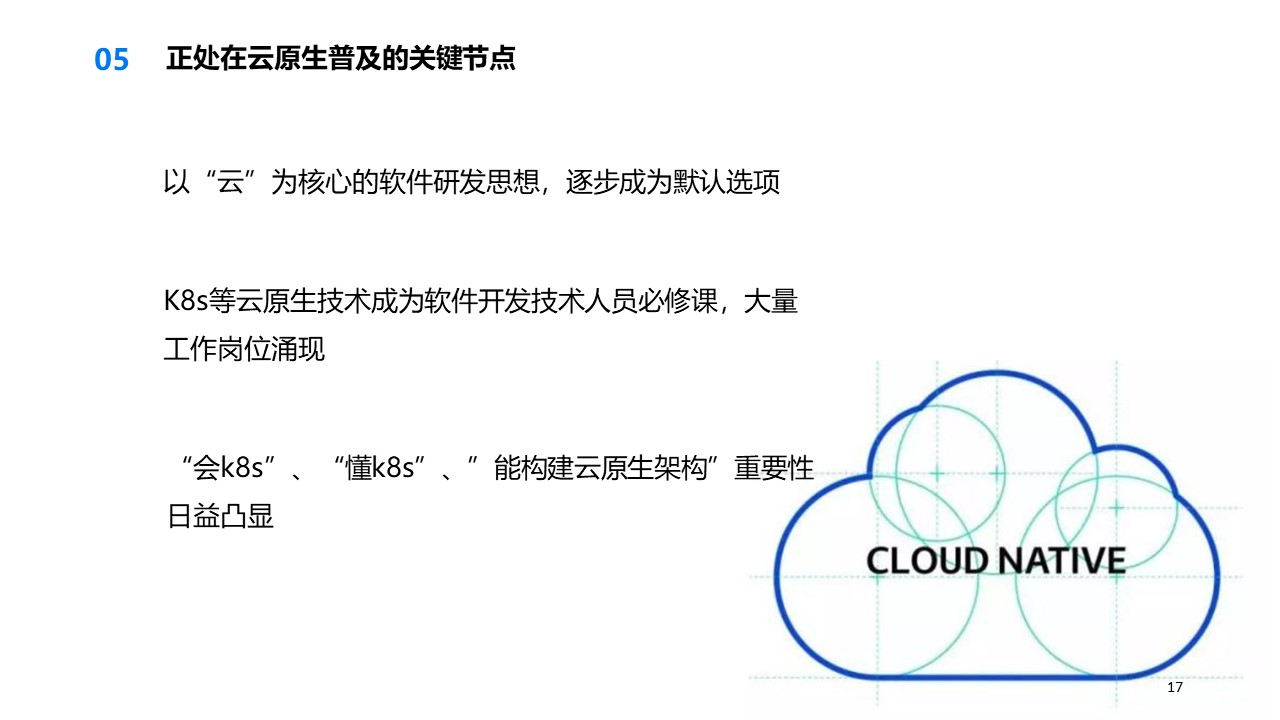 05 正处在云原生普及的关键节点
以“云”为核心的软件研发思想，逐步成为默认选项
K8s等云原生技术成为软件开发技术人员必修课，大量
工作岗位涌现
“会k8s”、“懂k8s”、”能构建云原生架构”重要性
日益凸显
CLOUD NATIVE
17